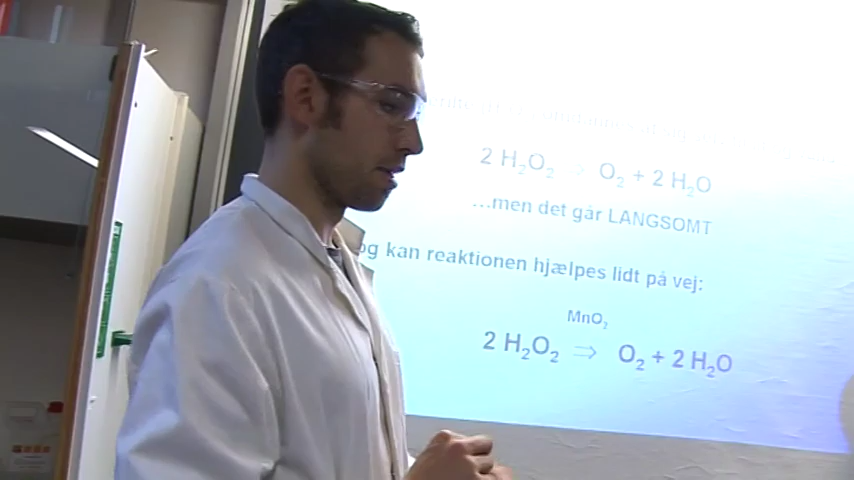 2 H₂O₂ → O₂ + 2 H₂O
...men det går LANGSOMT
og kan reaktionen hjælpes lidt på vej:
MnO₂
2 H₂O₂ → O₂ + 2 H₂O